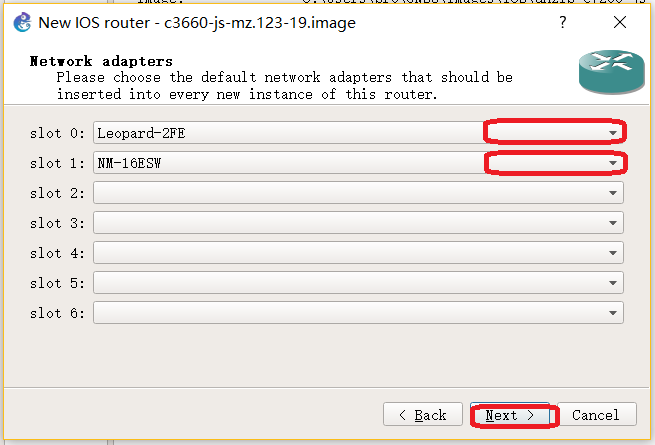 New IOS router - c3660-js-mz.123-19.image
?
Network adapters
Please choose the default network adapters that should be
inserted into every new instance of this router.
slot 0: Leopard-2FE
slot 1: NM-16ESW
slot 2:
slot 3:
slot 4:
slot 5:
slot 6:
< Back Next > Cancel